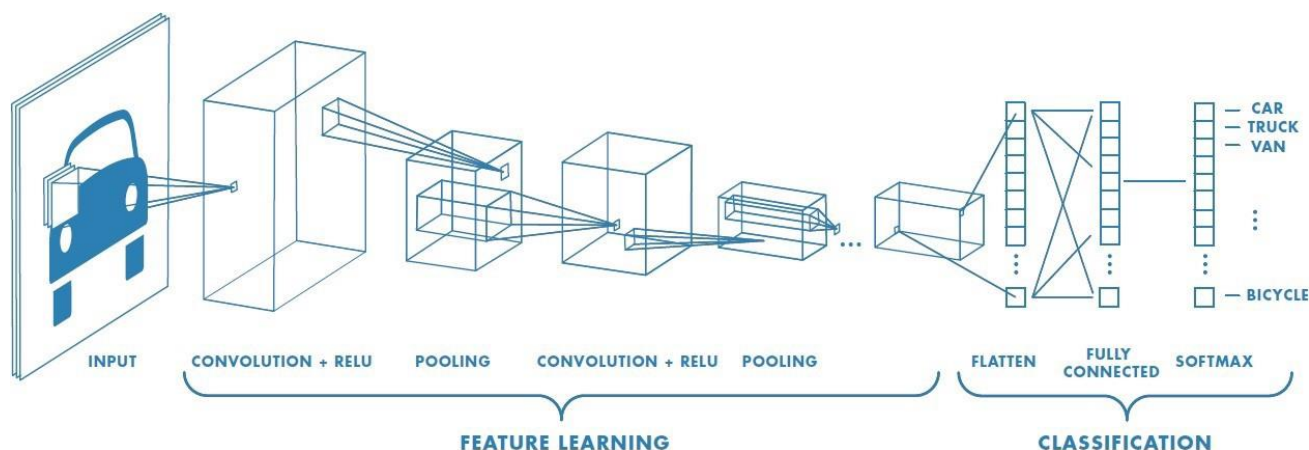 CAR
TRUCK
VAN
BICYCLE
INPUT
CONVOLUTION + RELU
POOLING
CONVOLUTION + RELU
POOLING
FLATTEN
FULLY
CONNECTED
SOFTMAX
FEATURE LEARNING
CLASSIFICATION